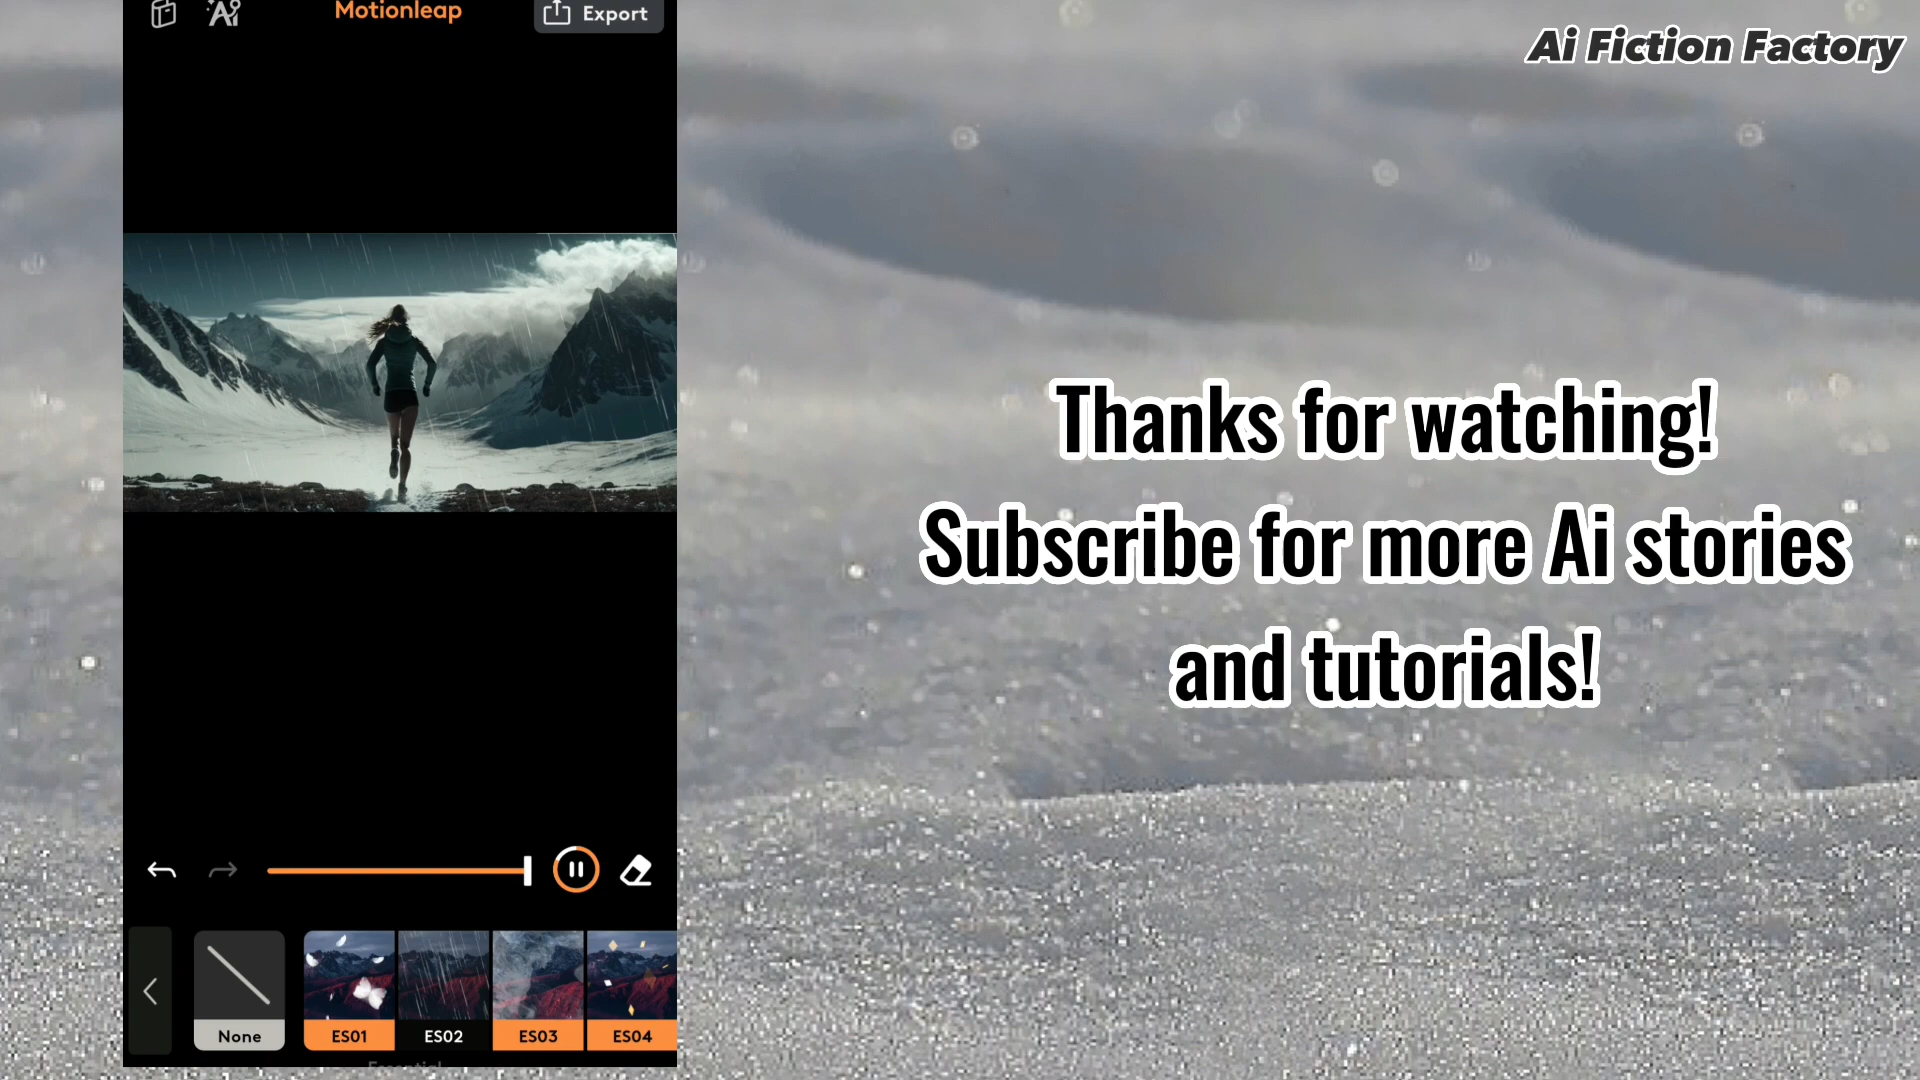 Motionleap
Export
Ai Fiction Factory
Thanks for watching!
Subscribe for more Ai stories
and tutorials!
None
ES01
ES02
ES03
ES04
Essential